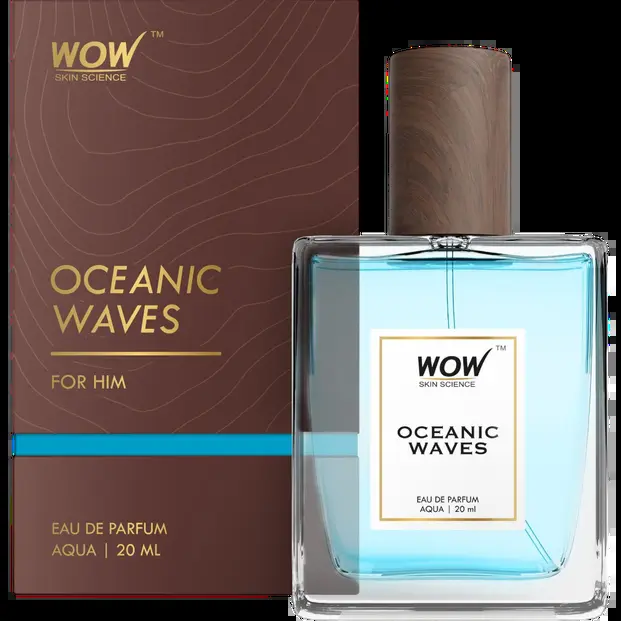 WOW™
SKIN SCIENCE
OCEANIC
WAVES
FOR HIM
EAU DE PARFUM
AQUA | 20 ML
WOW™
SKIN SCIENCE
OCEANIC
WAVES
EAU DE PARFUM
AQUA | 20 ml